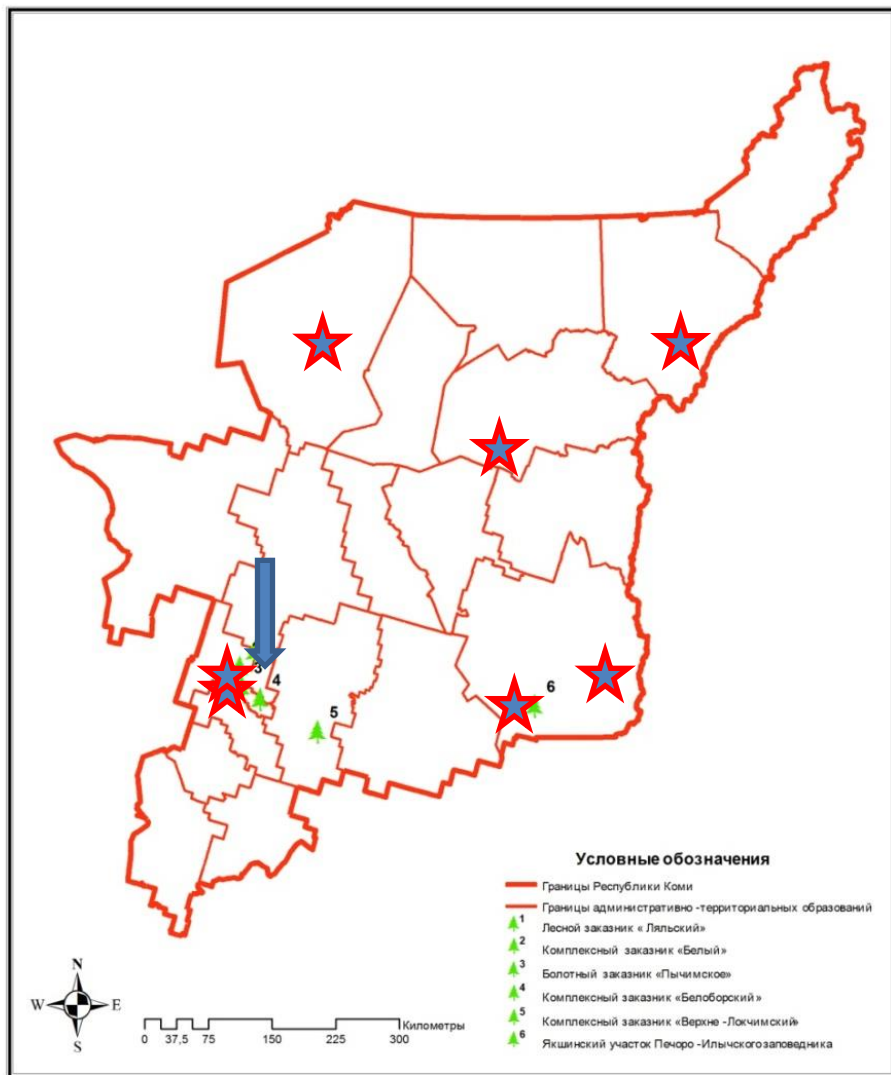 3
4
5
6
Условные обозначения
Границы Республики Коми
Границы административно -территориальных образований
1
Лесной заказник « Ляльский»
2
Комплексный заказник «Белый»
3
Болотный заказник «Пычимское»
4
Комплексный заказник «Белоборский»
5
Комплексный заказник «Верхне -Локчимский»
6
Якшинский участок Печоро -Илычского заповедника
N
W E
S
Километры
0 37,5 75 150 225 300